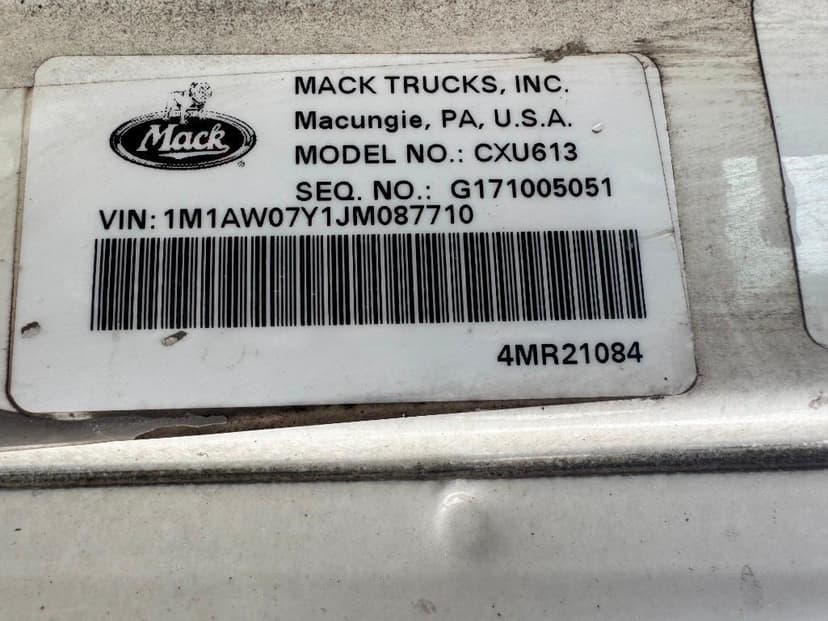 Mack
MACK TRUCKS, INC.
Macungie, PA, U.S.A.
MODEL NO.: CXU613
SEQ. NO.: G171005051
VIN: 1M1AW07Y1JM087710
4MR21084